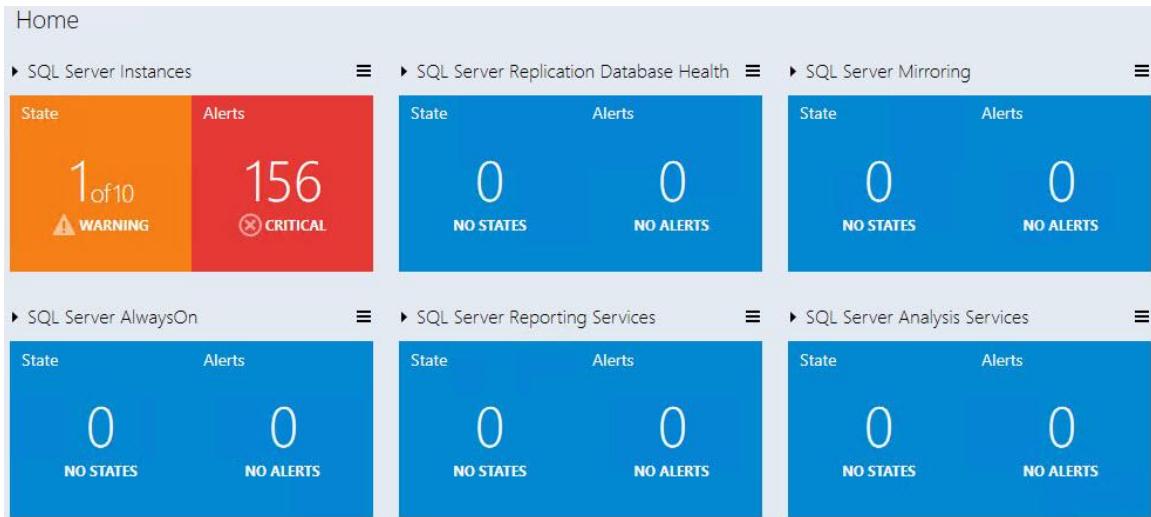 Home
SQL Server Instances
State
Alerts
1 of 10
WARNING
156
CRITICAL
SQL Server Replication Database Health
State
Alerts
0
NO STATES
0
NO ALERTS
SQL Server Mirroring
State
Alerts
0
NO STATES
0
NO ALERTS
SQL Server AlwaysOn
State
Alerts
0
NO STATES
0
NO ALERTS
SQL Server Reporting Services
State
Alerts
0
NO STATES
0
NO ALERTS
SQL Server Analysis Services
State
Alerts
0
NO STATES
0
NO ALERTS